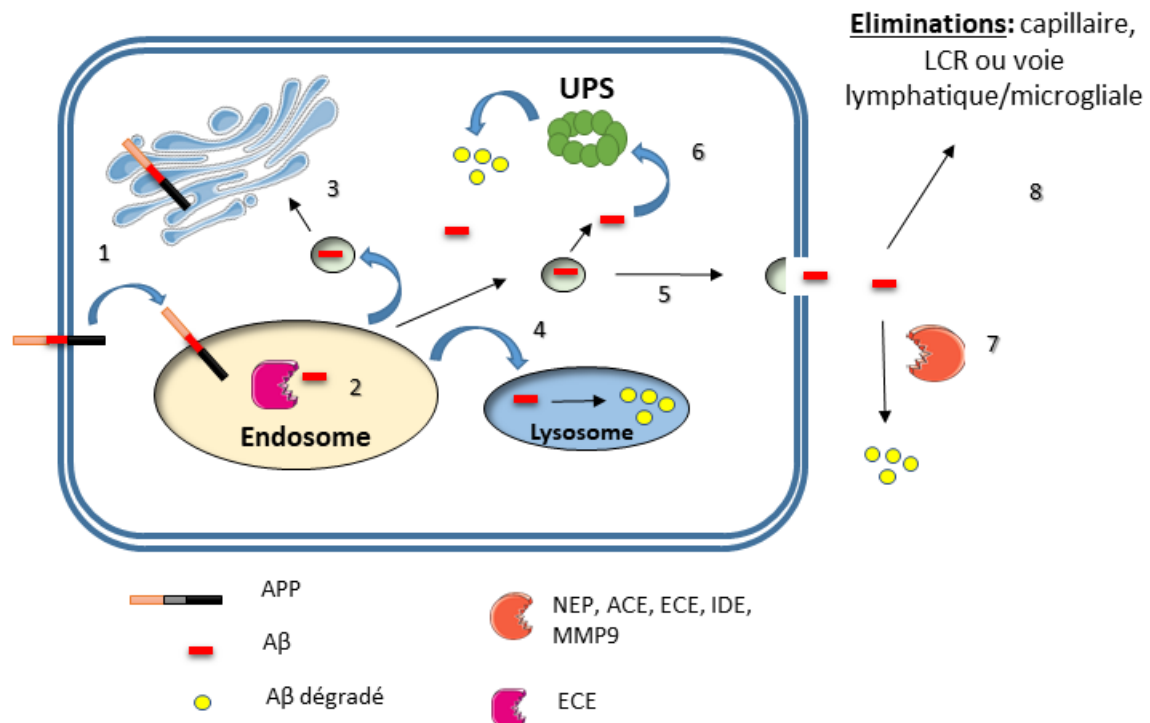 Eliminations: capillaire,
LCR ou voie
lymphatique/microgliale
UPS
6
3
8
1
5
4
7
2
Endosome
Lysosome
APP
NEP, ACE, ECE, IDE,
MMP9
Aβ
Aβ dégradé
ECE